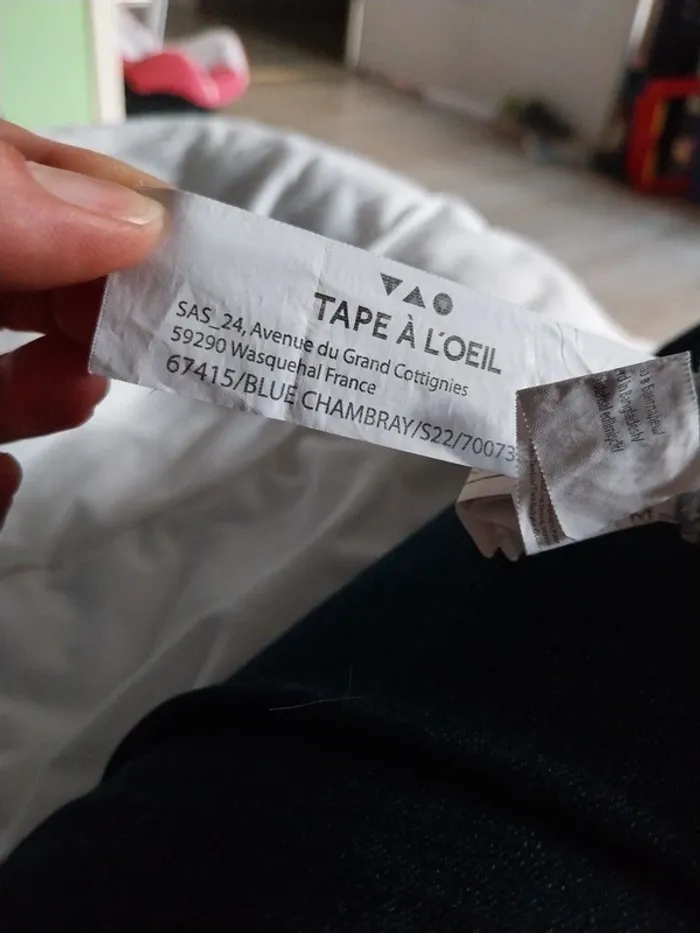 TAPE À L'OEIL
SAS_24, Avenue du Grand Cottignies
59290 Wasquehal France
67415/BLUE CHAMBRAY/S22/70073